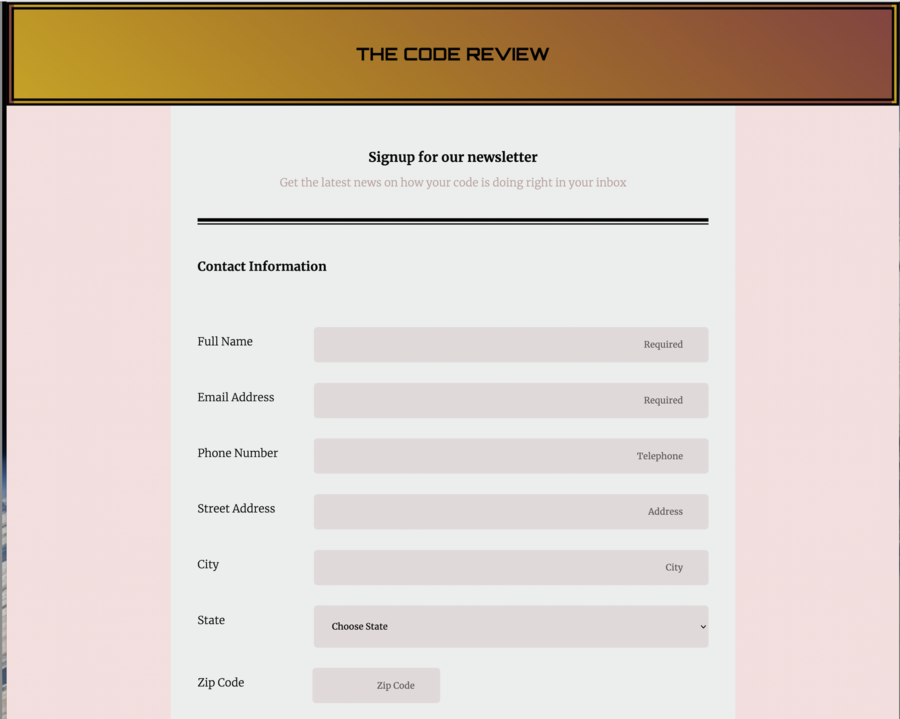 THE CODE REVIEW
Signup for our newsletter
Get the latest news on how your code is doing right in your inbox
Contact Information
Full Name Required
Email Address Required
Phone Number Telephone
Street Address Address
City City
State Choose State
Zip Code Zip Code